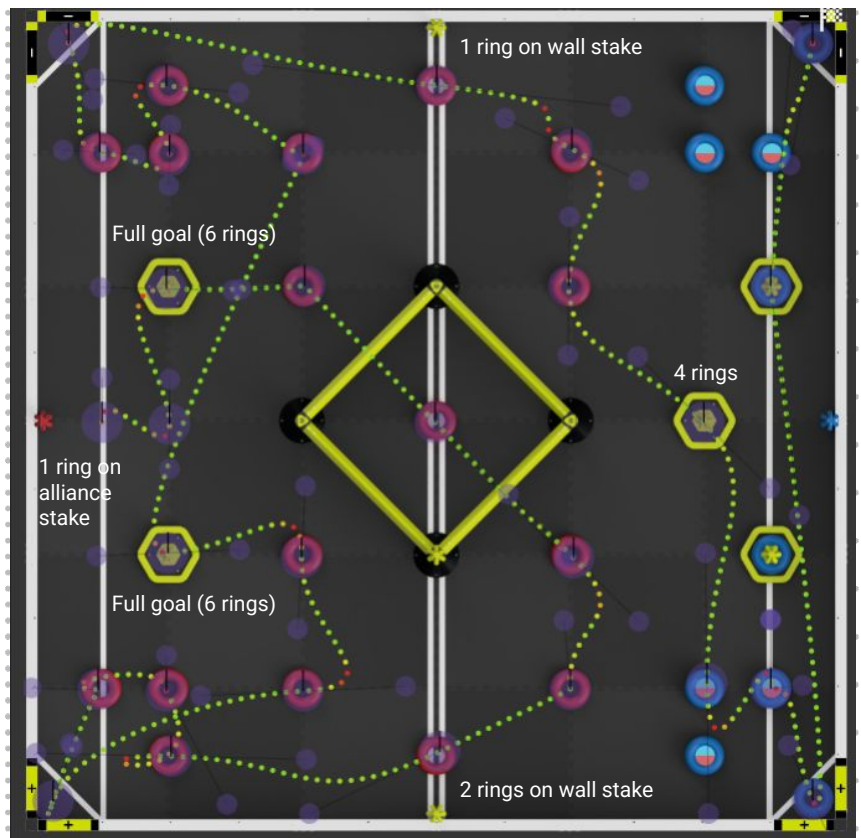 1 ring on wall stake
Full goal (6 rings)
4 rings
1 ring on
alliance
stake
Full goal (6 rings)
2 rings on wall stake